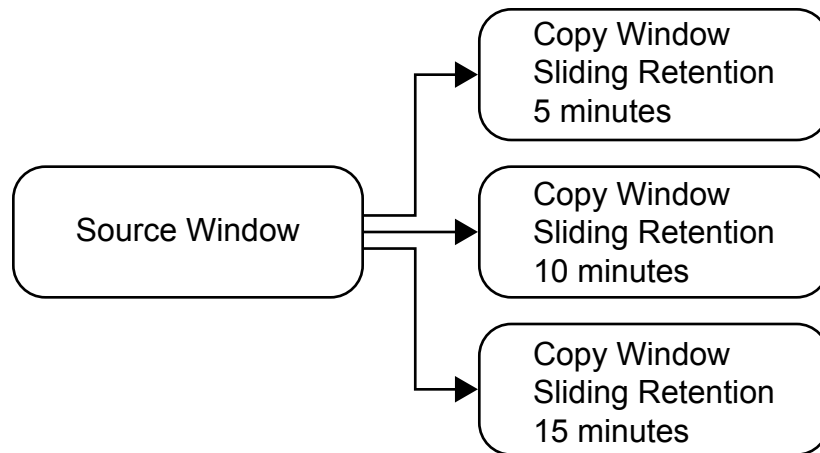 Copy Window
Sliding Retention
5 minutes
Source Window
Copy Window
Sliding Retention
10 minutes
Copy Window
Sliding Retention
15 minutes